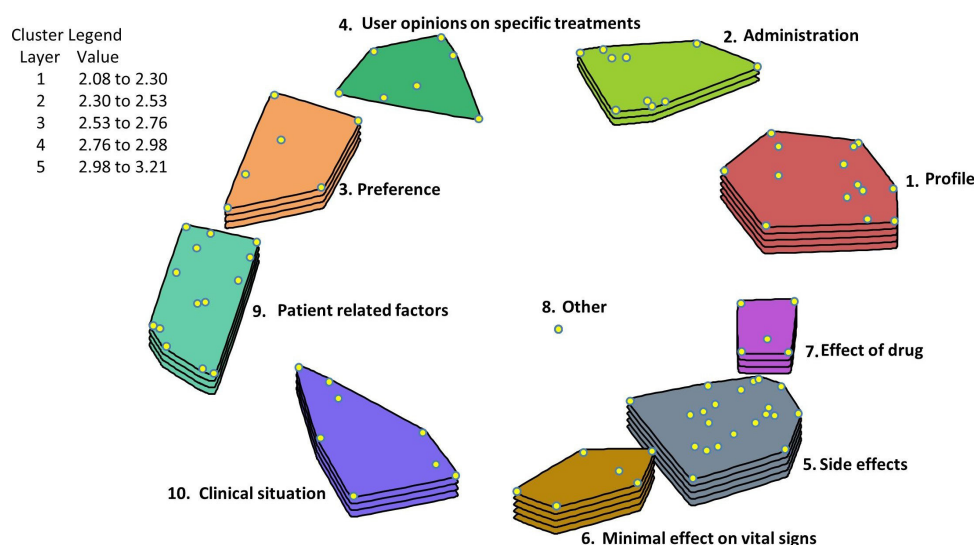 4. User opinions on specific treatments
Cluster Legend
Layer Value
1 2.08 to 2.30
2 2.30 to 2.53
3 2.53 to 2.76
4 2.76 to 2.98
5 2.98 to 3.21
2. Administration
3. Preference
1. Profile
9. Patient related factors
8. Other
7. Effect of drug
5. Side effects
10. Clinical situation
6. Minimal effect on vital signs